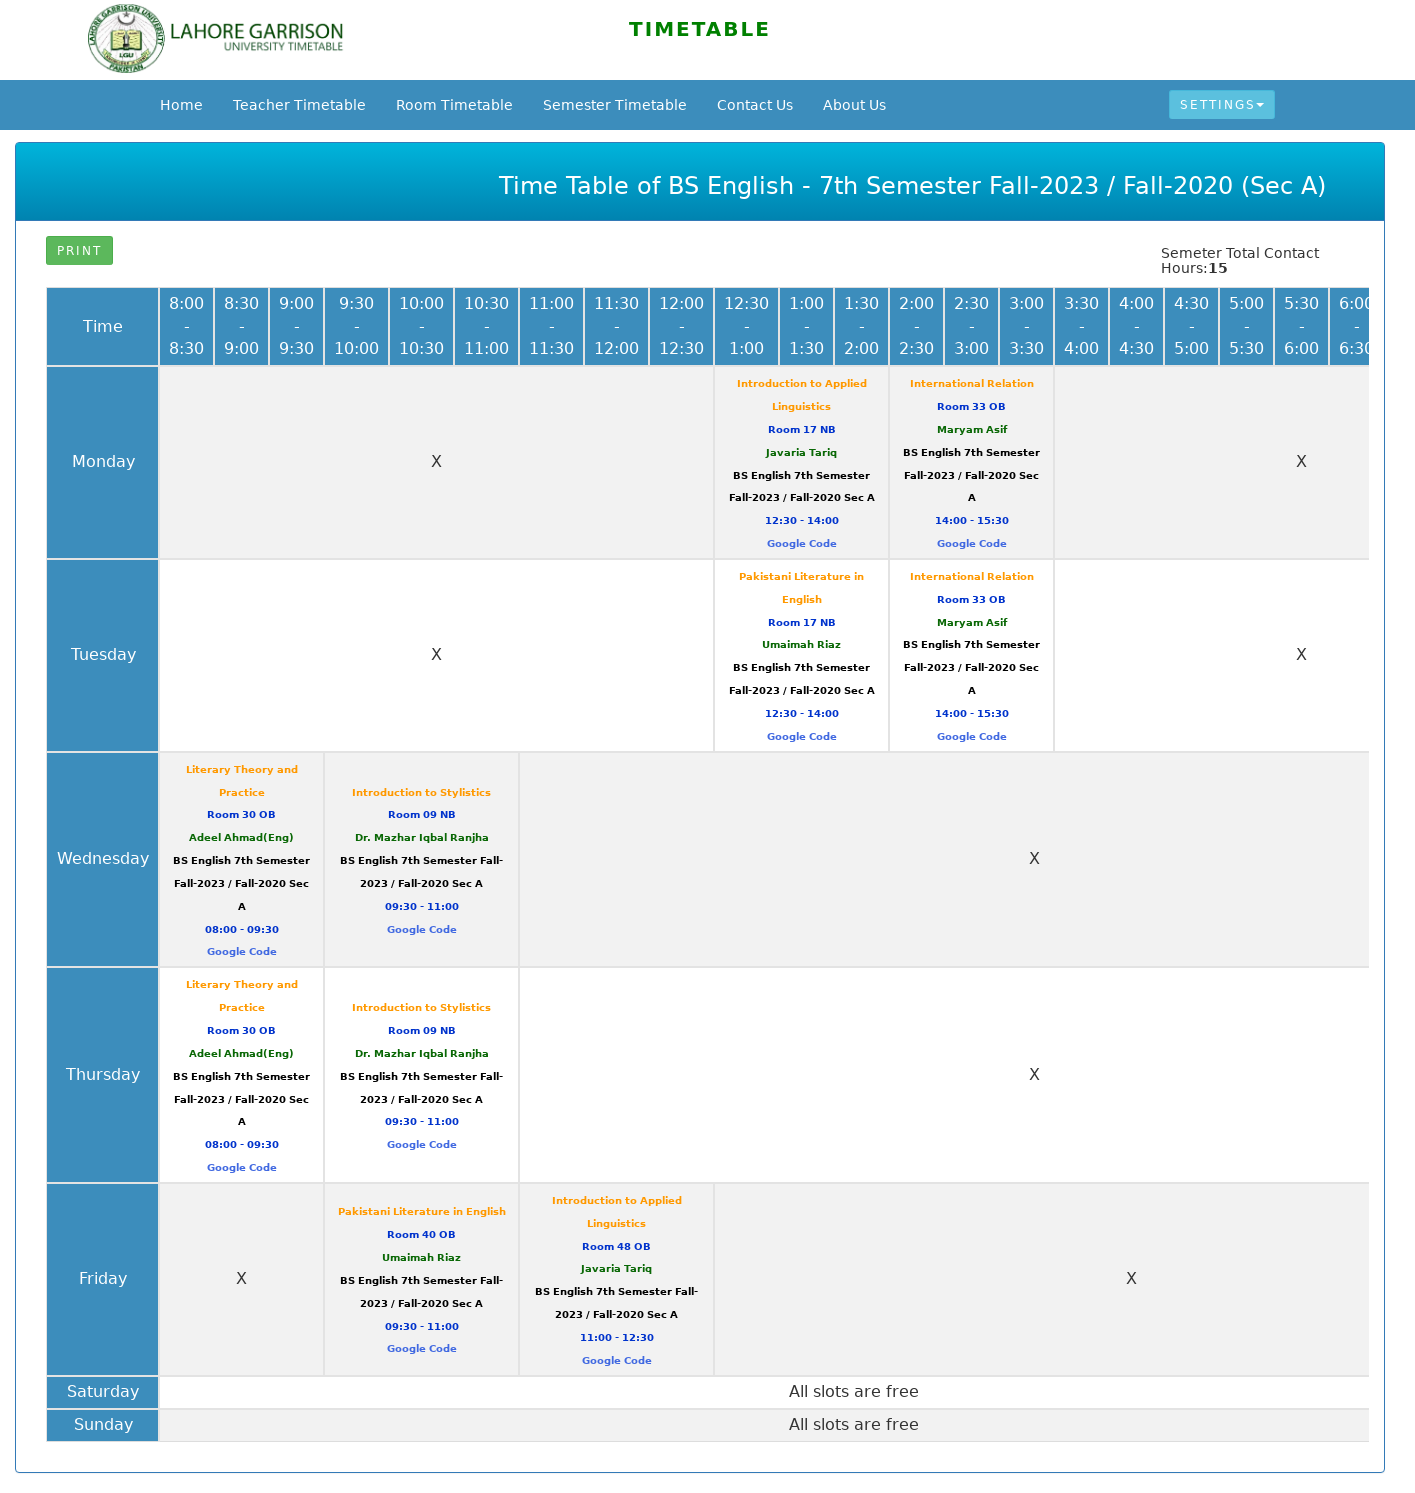 LAHORE GARRISON
UNIVERSITY TIMETABLE
TIMETABLE
Home Teacher Timetable Room Timetable Semester Timetable Contact Us About Us SETTINGS
Time Table of BS English - 7th Semester Fall-2023 / Fall-2020 (Sec A)
PRINT
Semeter Total Contact
Hours:15
Time
8:00 - 8:30
8:30 - 9:00
9:00 - 9:30
9:30 - 10:00
10:00 - 10:30
10:30 - 11:00
11:00 - 11:30
11:30 - 12:00
12:00 - 12:30
12:30 - 1:00
1:00 - 1:30
1:30 - 2:00
2:00 - 2:30
2:30 - 3:00
3:00 - 3:30
3:30 - 4:00
4:00 - 4:30
4:30 - 5:00
5:00 - 5:30
5:30 - 6:00
6:00 - 6:30
Monday
X
Introduction to Applied
Linguistics
Room 17 NB
Javaria Tariq
BS English 7th Semester
Fall-2023 / Fall-2020 Sec A
12:30 - 14:00
Google Code
International Relation
Room 33 OB
Maryam Asif
BS English 7th Semester
Fall-2023 / Fall-2020 Sec
A
14:00 - 15:30
Google Code
X
Tuesday
X
Pakistani Literature in
English
Room 17 NB
Umaimah Riaz
BS English 7th Semester
Fall-2023 / Fall-2020 Sec A
12:30 - 14:00
Google Code
International Relation
Room 33 OB
Maryam Asif
BS English 7th Semester
Fall-2023 / Fall-2020 Sec
A
14:00 - 15:30
Google Code
X
Wednesday
Literary Theory and
Practice
Room 30 OB
Adeel Ahmad(Eng)
BS English 7th Semester
Fall-2023 / Fall-2020 Sec
A
08:00 - 09:30
Google Code
Introduction to Stylistics
Room 09 NB
Dr. Mazhar Iqbal Ranjha
BS English 7th Semester Fall-
2023 / Fall-2020 Sec A
09:30 - 11:00
Google Code
X
Thursday
Literary Theory and
Practice
Room 30 OB
Adeel Ahmad(Eng)
BS English 7th Semester
Fall-2023 / Fall-2020 Sec
A
08:00 - 09:30
Google Code
Introduction to Stylistics
Room 09 NB
Dr. Mazhar Iqbal Ranjha
BS English 7th Semester Fall-
2023 / Fall-2020 Sec A
09:30 - 11:00
Google Code
X
Friday
X
Pakistani Literature in English
Room 40 OB
Umaimah Riaz
BS English 7th Semester Fall-
2023 / Fall-2020 Sec A
09:30 - 11:00
Google Code
Introduction to Applied
Linguistics
Room 48 OB
Javaria Tariq
BS English 7th Semester Fall-
2023 / Fall-2020 Sec A
11:00 - 12:30
Google Code
X
Saturday
All slots are free
Sunday
All slots are free